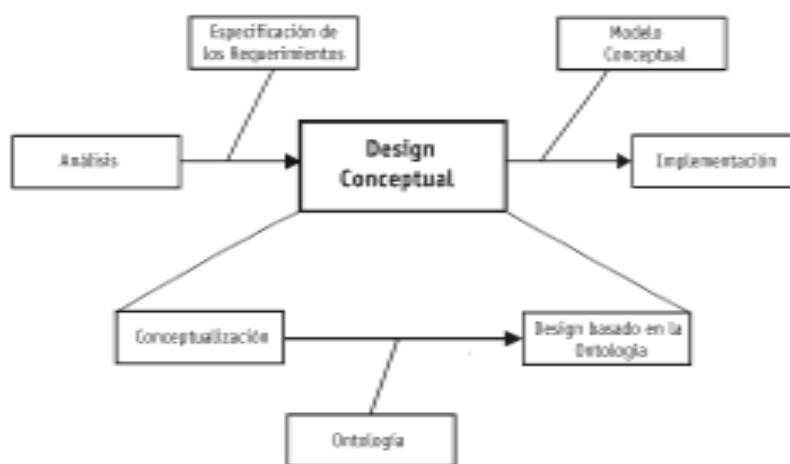 Especificación de
los Requerimientos
Modelo
Conceptual
Análisis
Design
Conceptual
Implementación
Conceptualización
Design basado en la
Ontología
Ontología